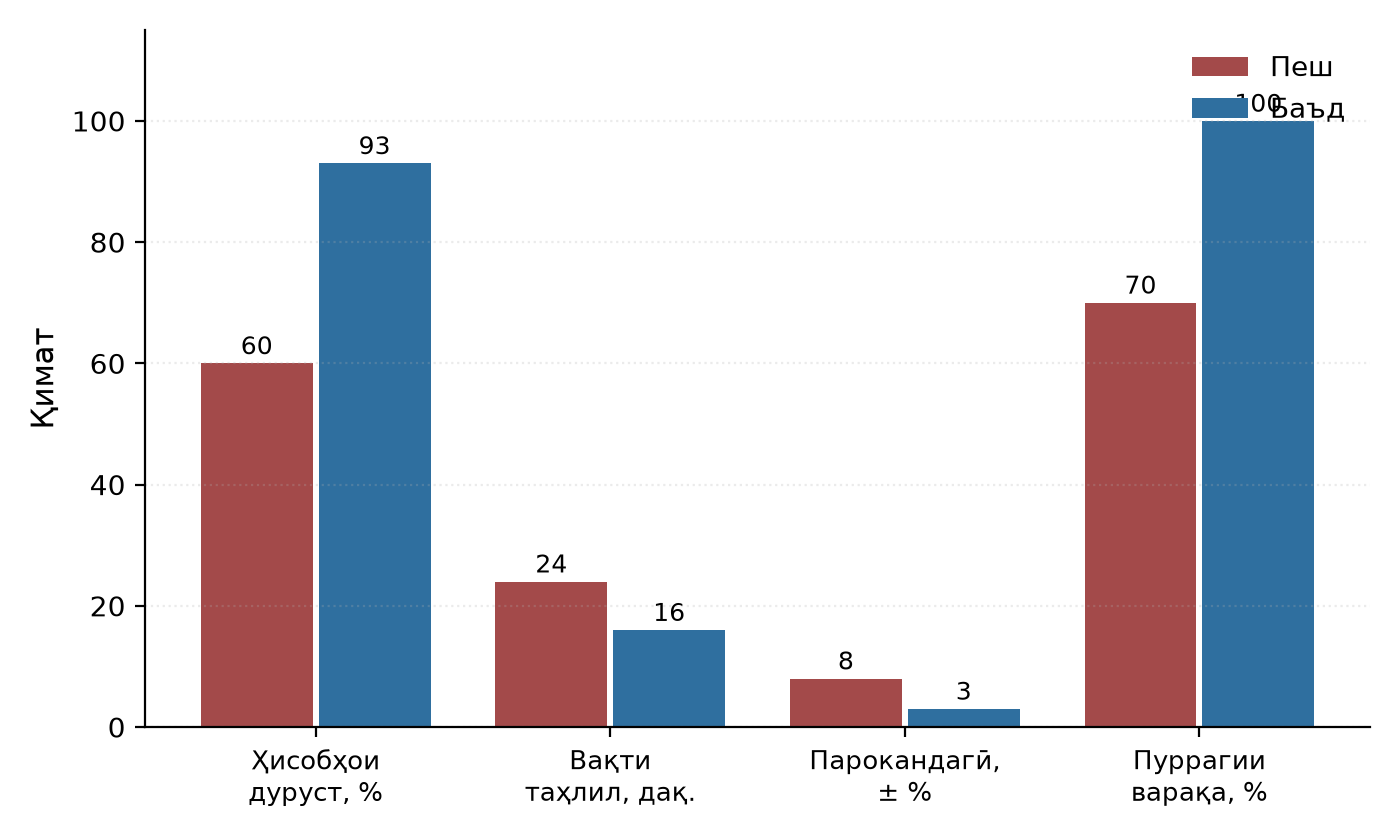 Пеш
Баъд
100
80
60
40
20
0
Қимат
60
93
24
16
8
3
70
100
Ҳисобҳои
дуруст, %
Вақти
таҳлил, дақ.
Парокандагӣ,
± %
Пуррагии
варақа, %